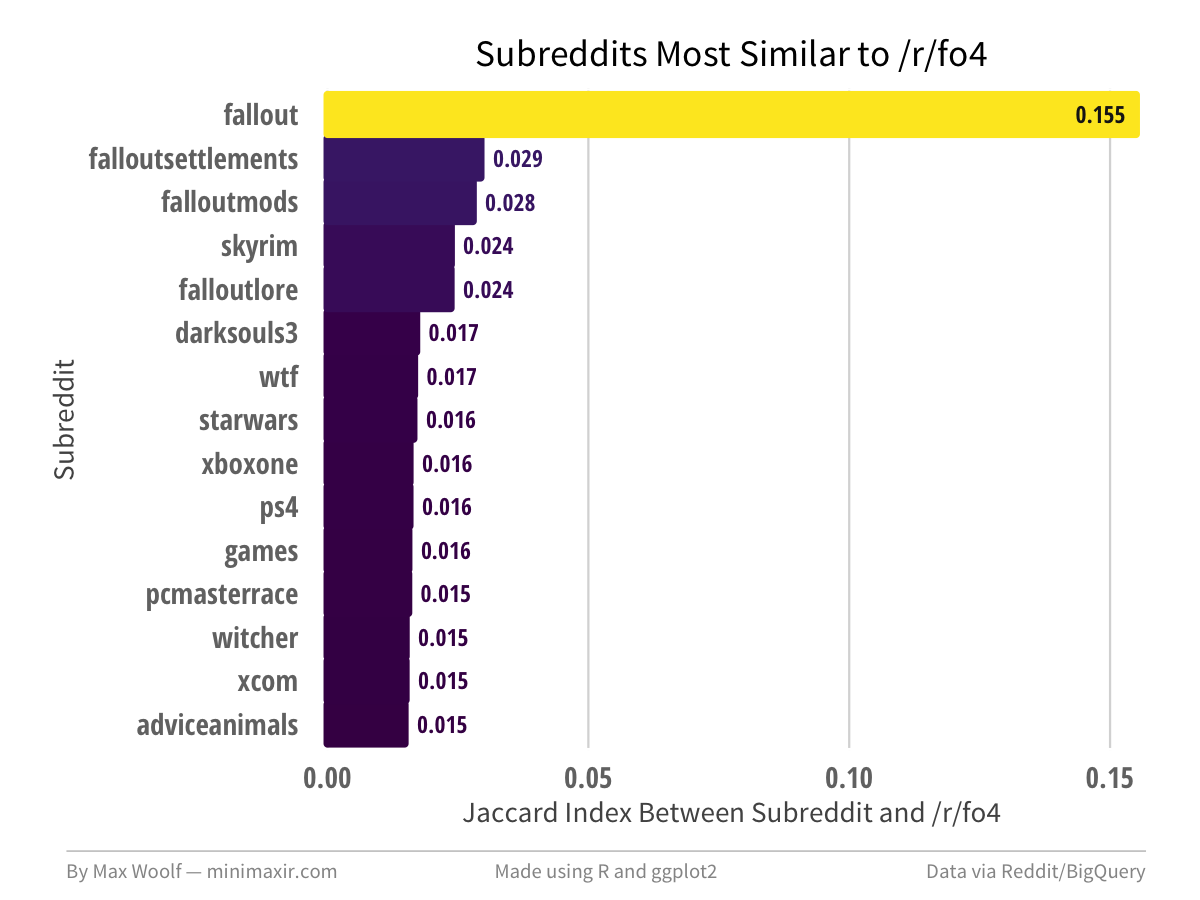 Subreddits Most Similar to /r/fo4
Subreddit
fallout 0.155
falloutsettlements 0.029
falloutmods 0.028
skyrim 0.024
falloutlore 0.024
darksouls3 0.017
wtf 0.017
starwars 0.016
xboxone 0.016
ps4 0.016
games 0.016
pcmasterrace 0.015
witcher 0.015
xcom 0.015
adviceanimals 0.015
0.00 0.05 0.10 0.15
Jaccard Index Between Subreddit and /r/fo4
By Max Woolf — minimaxir.com Made using R and ggplot2 Data via Reddit/BigQuery